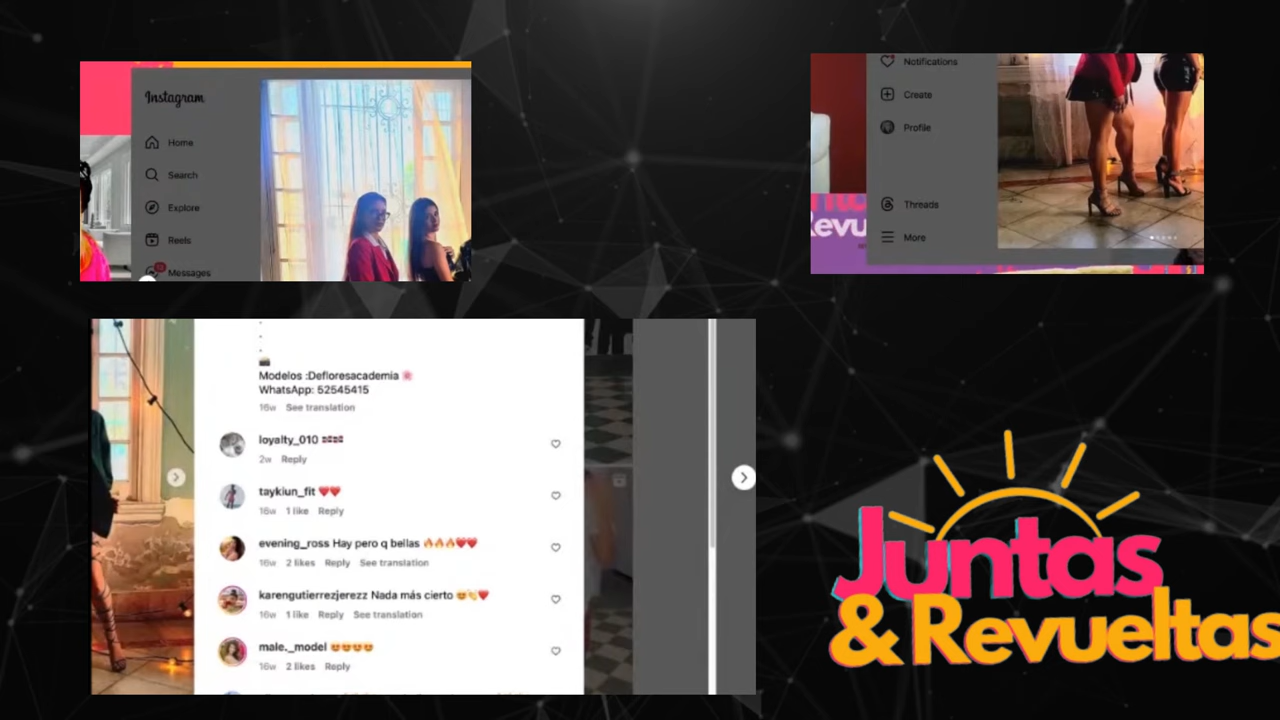 Instagram
Home
Search
Explore
Reels
Messages
Notifications
Create
Profile
Threads
More
Revu
Modelos :Defloresacademia
WhatsApp: 52545415
16w See translation
loyalty_010
2w Reply
taykiun_fit
16w 1 like Reply
evening_ross Hay pero q bellas
16w 2 likes Reply See translation
karengutierrezjerezz Nada más cierto
16w 1 like Reply See translation
male._model
16w 2 likes Reply
Juntas
& Revueltas